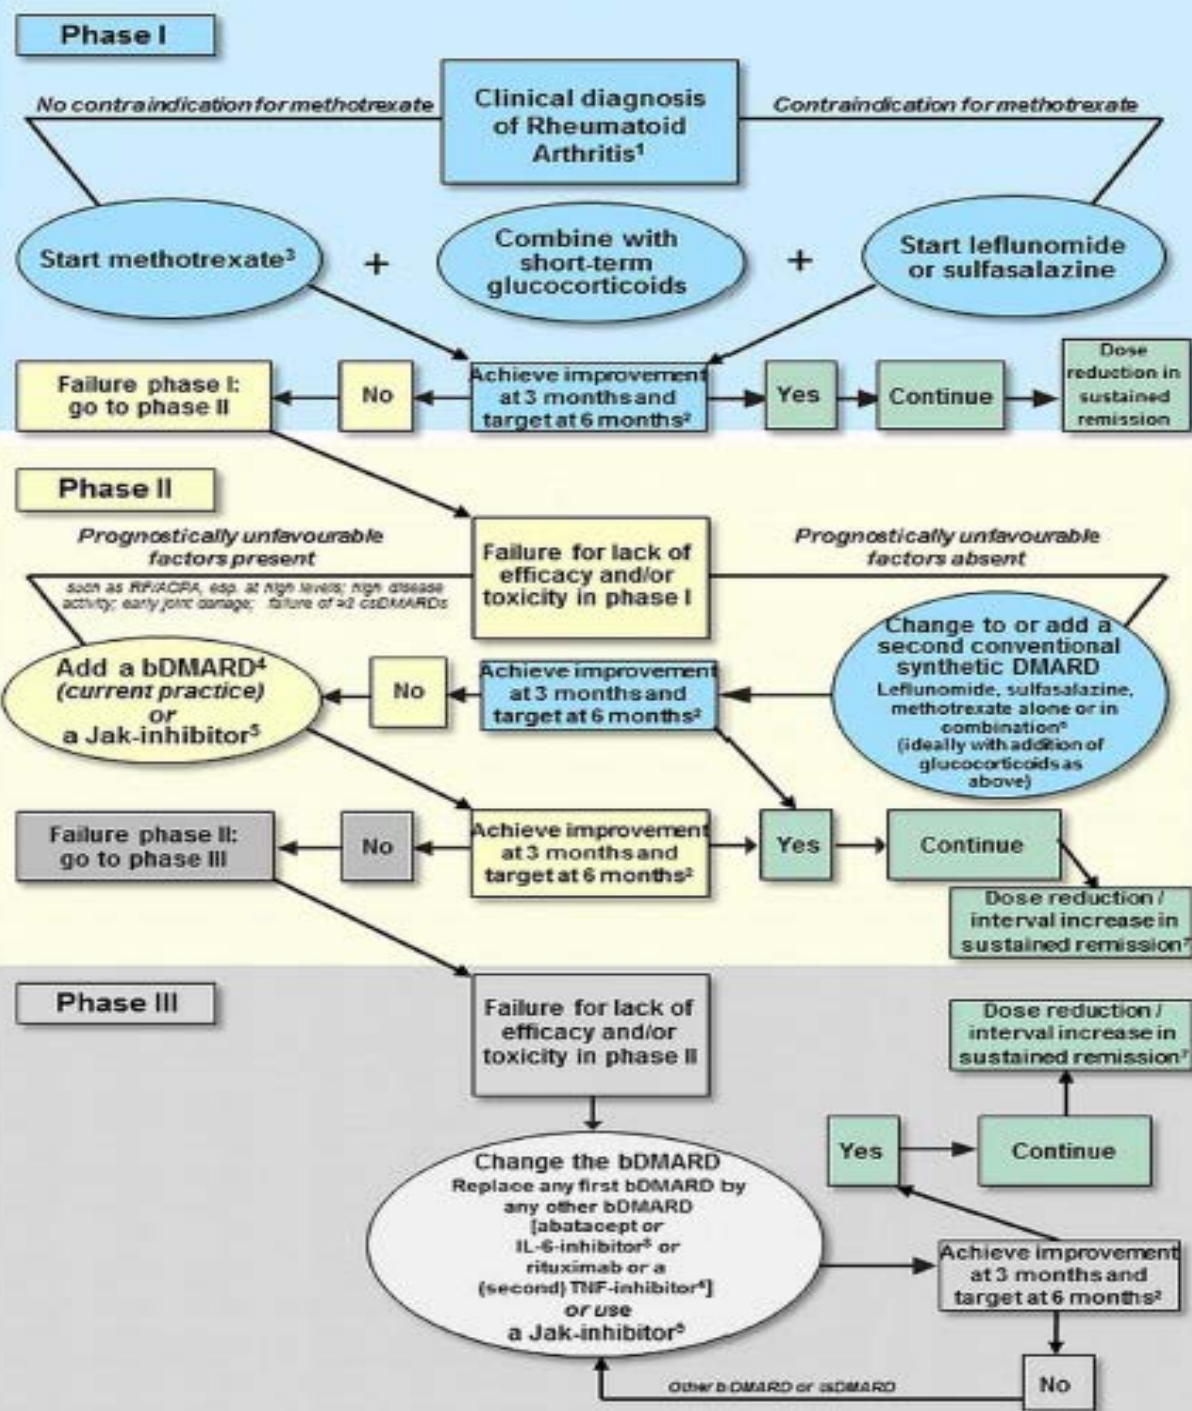 Phase I
No contraindication for methotrexate
Clinical diagnosis
of Rheumatoid
Arthritis¹
Contraindication for methotrexate
Start methotrexate³
+
Combine with
short-term
glucocorticoids
+
Start leflunomide
or sulfasalazine
Failure phase I:
go to phase II
No
Achieve improvement
at 3 months and
target at 6 months²
Yes
Continue
Dose
reduction in
sustained
remission
Phase II
Prognostically unfavourable
factors present
such as RF/ACPA, esp. at high levels; high disease
activity; early joint damage; failure of ≥2 csDMARDs
Failure for lack of
efficacy and/or
toxicity in phase I
Prognostically unfavourable
factors absent
Add a bDMARD⁴
(current practice)
or
a Jak-inhibitor⁵
No
Achieve improvement
at 3 months and
target at 6 months²
Change to or add a
second conventional
synthetic DMARD
Leflunomide, sulfasalazine,
methotrexate alone or in
combination⁶
(ideally with addition of
glucocorticoids as
above)
Failure phase II:
go to phase III
No
Achieve improvement
at 3 months and
target at 6 months²
Yes
Continue
Dose reduction /
interval increase in
sustained remission⁷
Phase III
Failure for lack of
efficacy and/or
toxicity in phase II
Dose reduction /
interval increase in
sustained remission⁷
Yes
Continue
Change the bDMARD
Replace any first bDMARD by
any other bDMARD
[abatacept or
IL-6-inhibitor⁸ or
rituximab or a
(second) TNF-inhibitor⁴]
or use
a Jak-inhibitor⁵
Achieve improvement
at 3 months and
target at 6 months²
Other bDMARD or tsDMARD
No